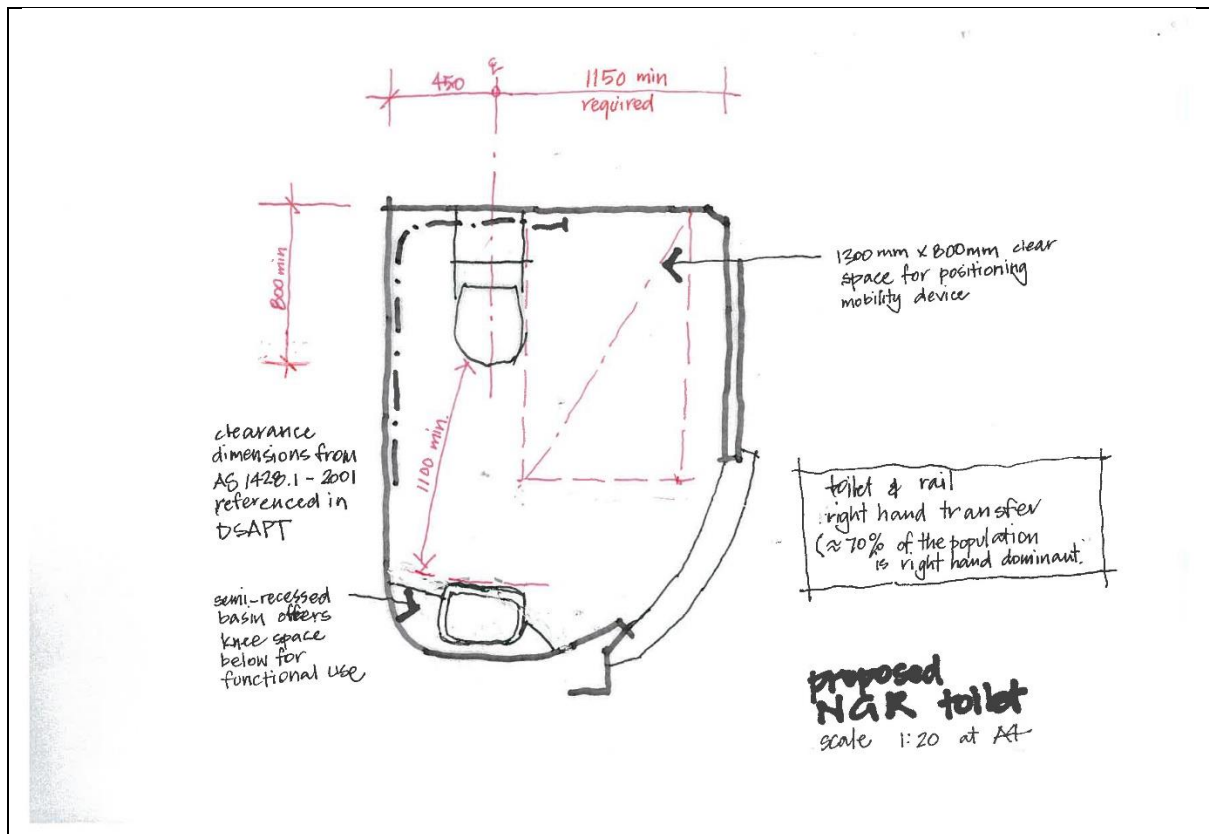 450
℄
1150 min
required
800 min
1300 mm x 800mm clear
space for positioning
mobility device
1100 min.
clearance
dimensions from
AS 1428.1 - 2001
referenced in
DSAPT
toilet & rail
right hand transfer
(≈70% of the population
is right hand dominant.
semi-recessed
basin offers
knee space
below for
functional use
proposed
NGR toilet
scale 1:20 at A4